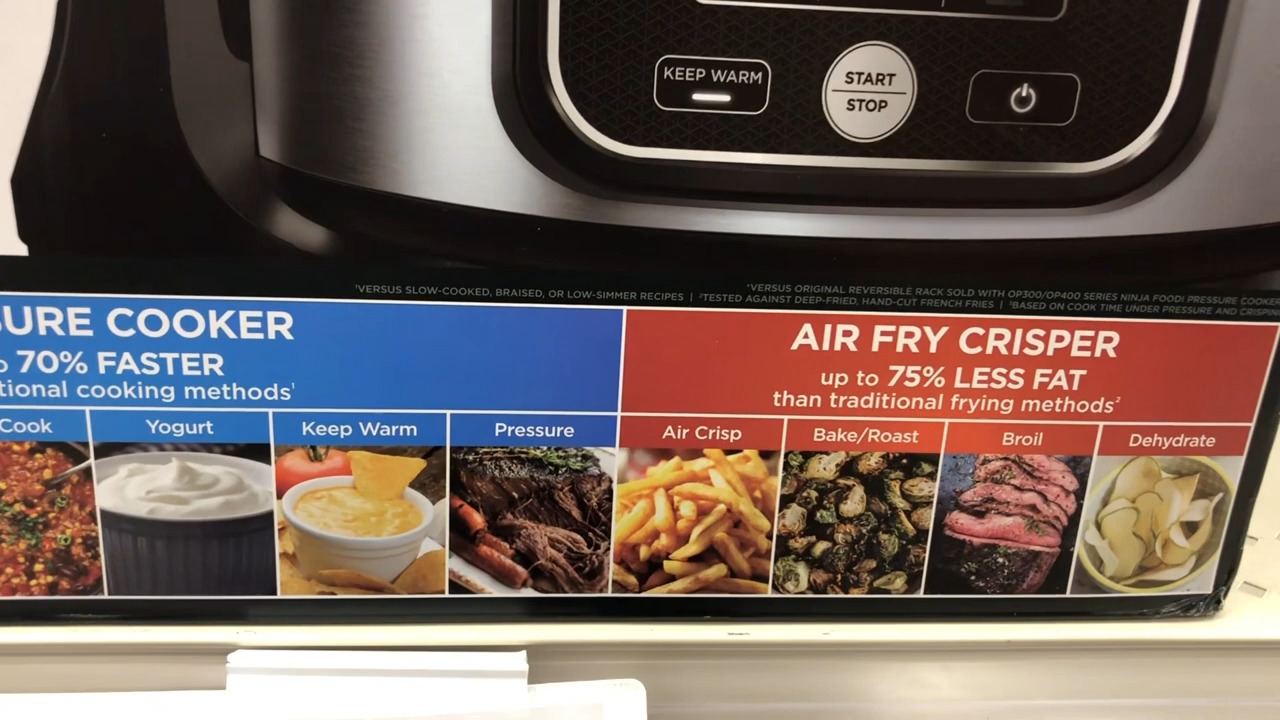 KEEP WARM
START
STOP
¹VERSUS SLOW-COOKED, BRAISED, OR LOW-SIMMER RECIPES | ²TESTED AGAINST DEEP-FRIED, HAND-CUT FRENCH FRIES | ³BASED ON COOK TIME UNDER PRESSURE AND CRISPIN
*VERSUS ORIGINAL REVERSIBLE RACK SOLD WITH OP300/OP400 SERIES NINJA FOODI PRESSURE COOKE
SURE COOKER
o 70% FASTER
tional cooking methods¹
AIR FRY CRISPER
up to 75% LESS FAT
than traditional frying methods²
Cook
Yogurt
Keep Warm
Pressure
Air Crisp
Bake/Roast
Broil
Dehydrate